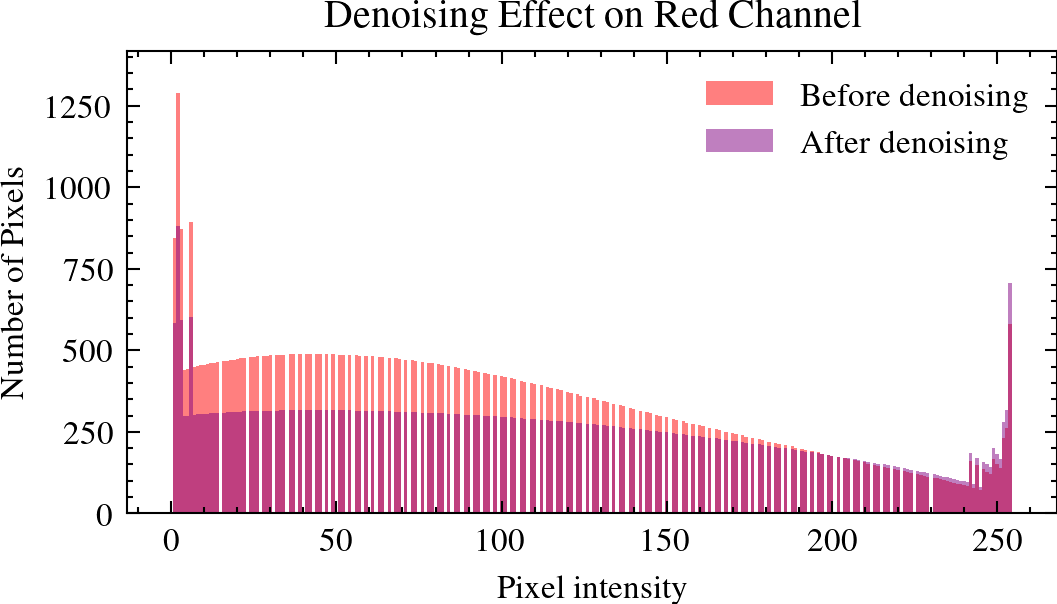 Denoising Effect on Red Channel
Before denoising
After denoising
Number of Pixels
1250
1000
750
500
250
0
0 50 100 150 200 250
Pixel intensity